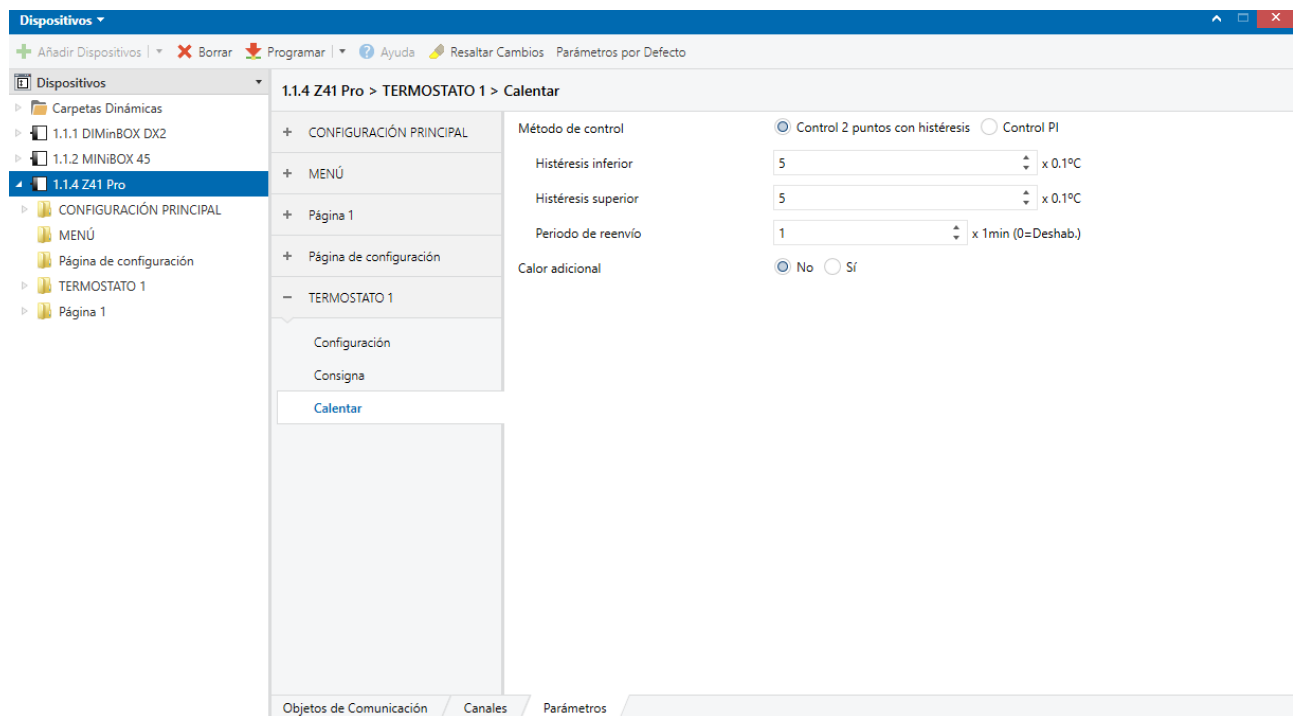 Dispositivos
Añadir Dispositivos Borrar Programar Ayuda Resaltar Cambios Parámetros por Defecto
Dispositivos
Carpetas Dinámicas
1.1.1 DIMinBOX DX2
1.1.2 MINiBOX 45
1.1.4 Z41 Pro
CONFIGURACIÓN PRINCIPAL
MENÚ
Página de configuración
TERMOSTATO 1
Página 1
1.1.4 Z41 Pro > TERMOSTATO 1 > Calentar
+ CONFIGURACIÓN PRINCIPAL
+ MENÚ
+ Página 1
+ Página de configuración
− TERMOSTATO 1
Configuración
Consigna
Calentar
Método de control Control 2 puntos con histéresis Control PI
Histéresis inferior 5 x 0.1ºC
Histéresis superior 5 x 0.1ºC
Periodo de reenvío 1 x 1min (0=Deshab.)
Calor adicional No Sí
Objetos de Comunicación Canales Parámetros